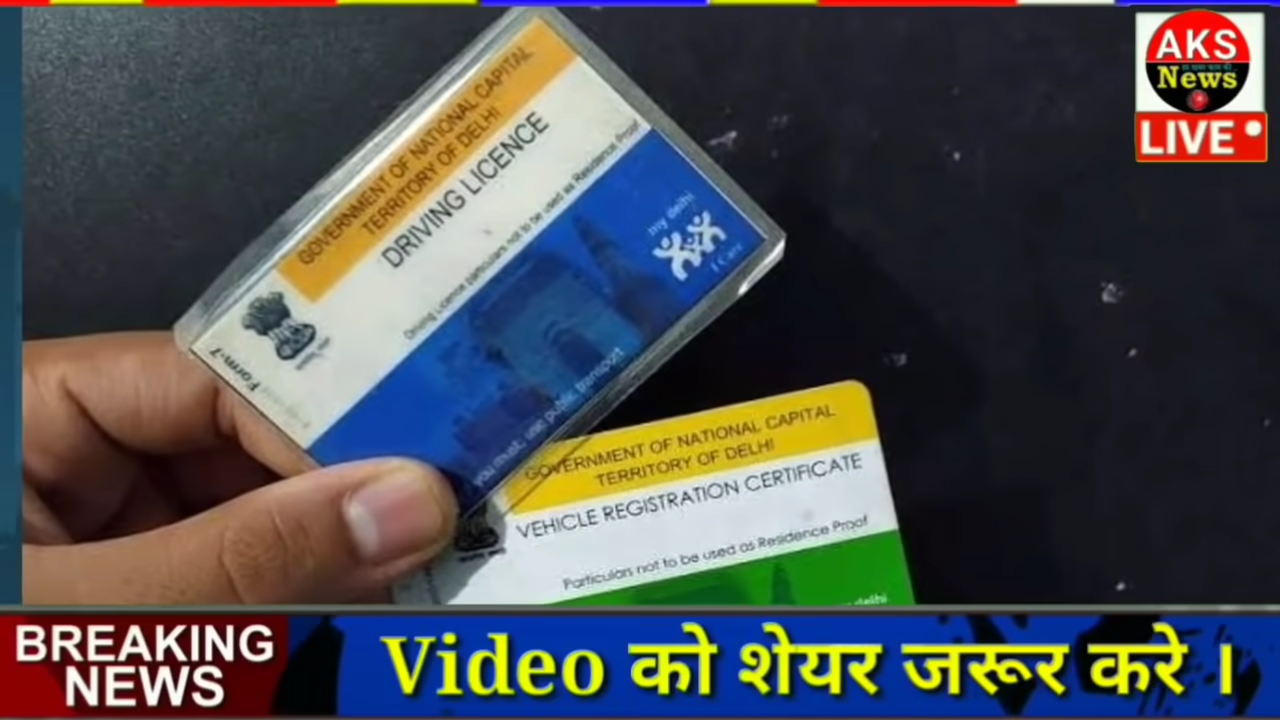 AKS
News
LIVE
GOVERNMENT OF NATIONAL CAPITAL
TERRITORY OF DELHI
DRIVING LICENCE
Driving Licence particulars not to be used as Residence Proof
my delhi
I Care
Form-7
you must, use public transport
GOVERNMENT OF NATIONAL CAPITAL
TERRITORY OF DELHI
VEHICLE REGISTRATION CERTIFICATE
Particulars not to be used as Residence Proof
delhi
BREAKING
NEWS
Video को शेयर जरूर करे ।